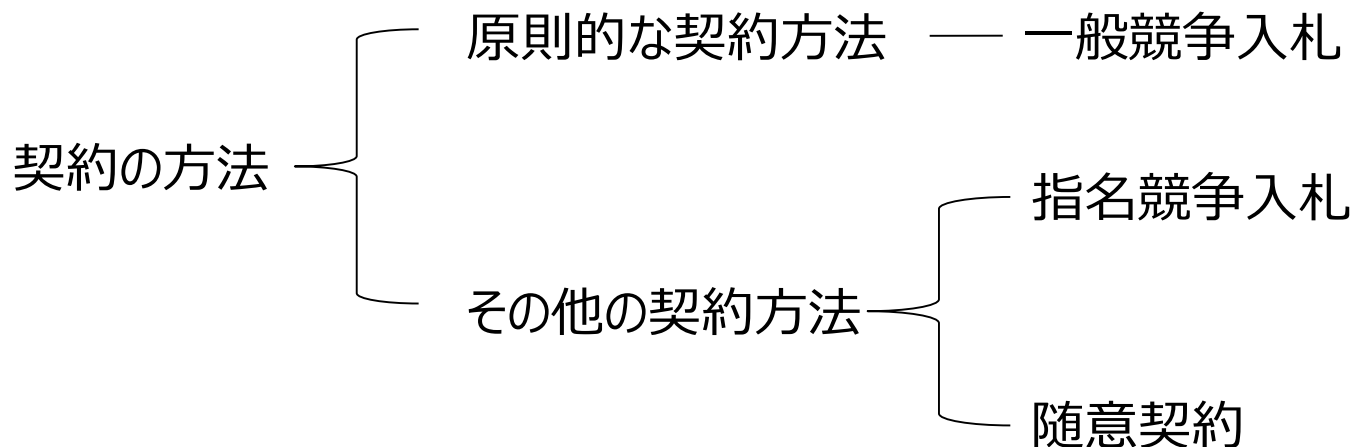 原則的な契約方法
一般競争入札
契約の方法
指名競争入札
その他の契約方法
随意契約